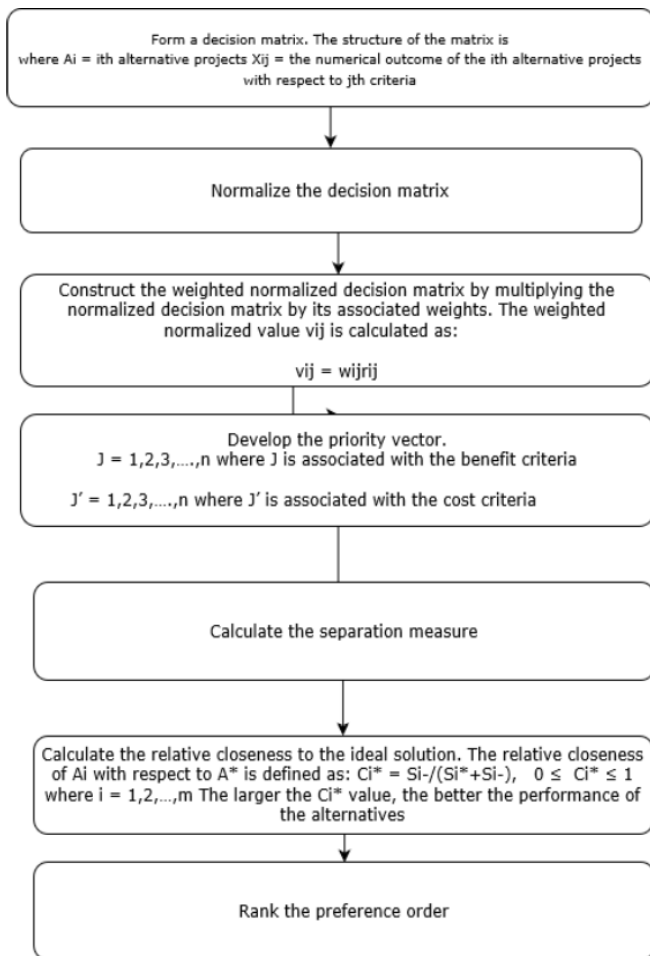 Form a decision matrix. The structure of the matrix is
where Ai = ith alternative projects Xij = the numerical outcome of the ith alternative projects
with respect to jth criteria
Normalize the decision matrix
Construct the weighted normalized decision matrix by multiplying the
normalized decision matrix by its associated weights. The weighted
normalized value vij is calculated as:
vij = wijrij
Develop the priority vector.
J = 1,2,3,....,n where J is associated with the benefit criteria
J′ = 1,2,3,....,n where J′ is associated with the cost criteria
Calculate the separation measure
Calculate the relative closeness to the ideal solution. The relative closeness
of Ai with respect to A* is defined as: Ci* = Si-/(Si*+Si-), 0 ≤ Ci* ≤ 1
where i = 1,2,...,m The larger the Ci* value, the better the performance of
the alternatives
Rank the preference order